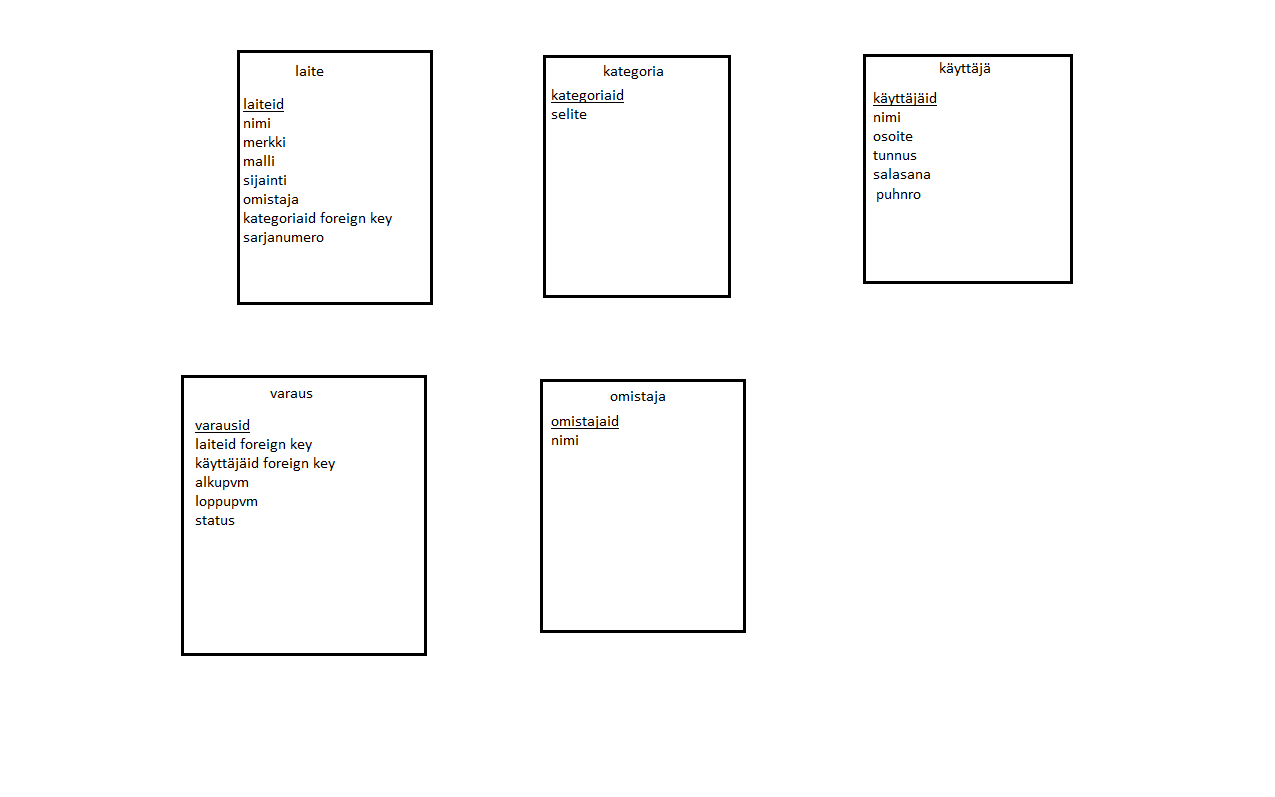 laite
laiteid
nimi
merkki
malli
sijainti
omistaja
kategoriaid foreign key
sarjanumero
kategoria
kategoriaid
selite
käyttäjä
käyttäjäid
nimi
osoite
tunnus
salasana
puhnro
varaus
varausid
laiteid foreign key
käyttäjäid foreign key
alkupvm
loppupvm
status
omistaja
omistajaid
nimi